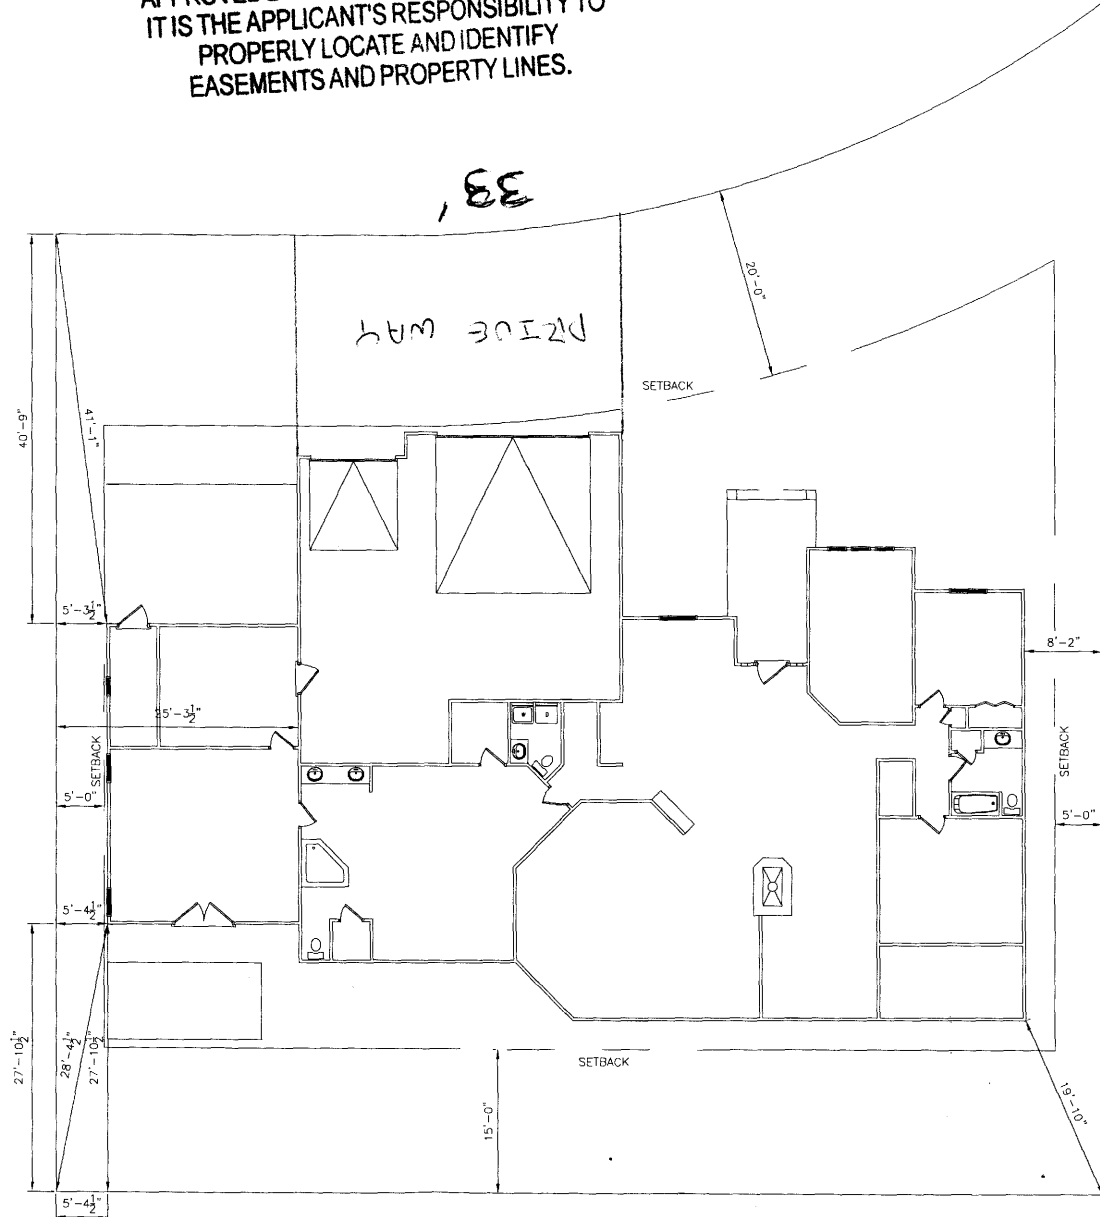 IT IS THE APPLICANT'S RESPONSIBILITY TO
PROPERLY LOCATE AND IDENTIFY
EASEMENTS AND PROPERTY LINES.
33'
DRIVE WAY
20'-0"
SETBACK
40'-9"
41'-1"
5'-3½"
8'-2"
25'-3½"
SETBACK
SETBACK
5'-0"
5'-0"
5'-4½"
27'-10½"
28'-4½"
27'-10½"
SETBACK
15'-0"
19'-10"
5'-4½"